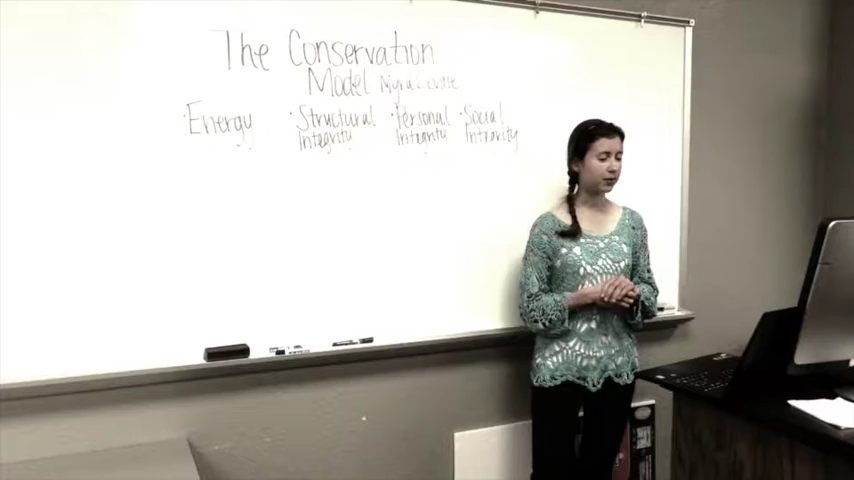 The Conservation
Model Myra Levine
• Energy • Structural • Personal • Social
Integrity Integrity Integrity